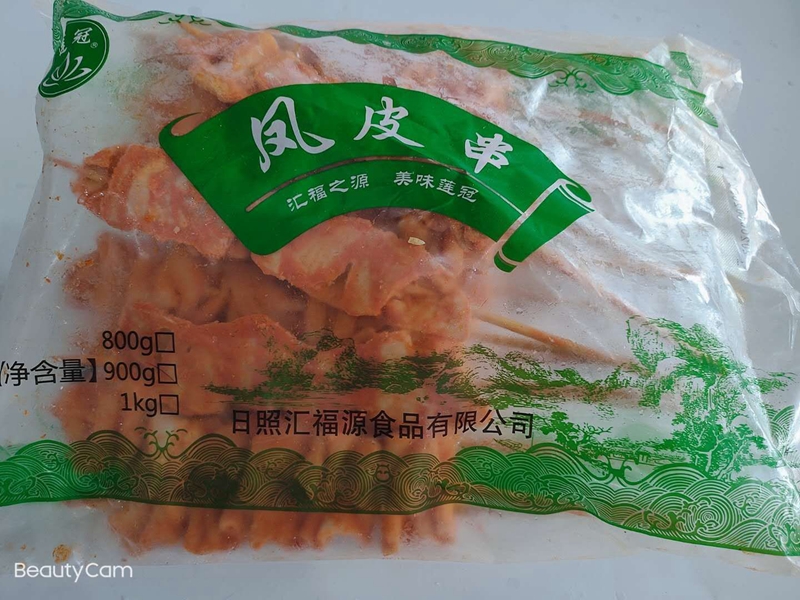 冠®
凤皮串
汇福之源 美味莲冠
800g□
【净含量】900g□
1kg□
日照汇福源食品有限公司
BeautyCam